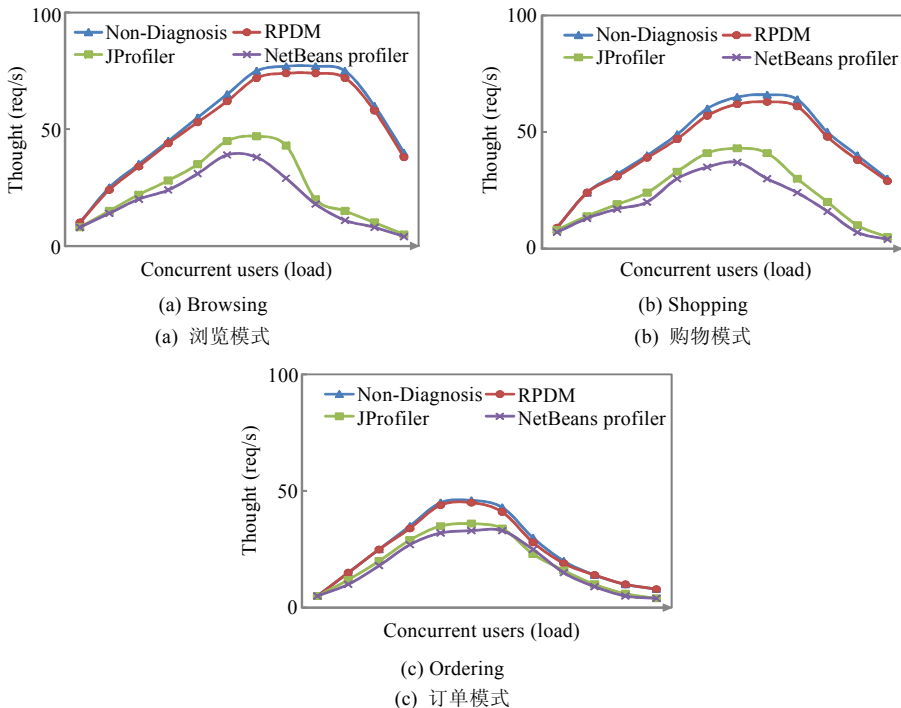 100
Non-Diagnosis
RPDM
JProfiler
NetBeans profiler
50
0
Thought (req/s)
Concurrent users (load)
(a) Browsing
(a) 浏览模式
100
Non-Diagnosis
RPDM
JProfiler
NetBeans profiler
50
0
Thought (req/s)
Concurrent users (load)
(b) Shopping
(b) 购物模式
100
Non-Diagnosis
RPDM
JProfiler
NetBeans profiler
50
0
Thought (req/s)
Concurrent users (load)
(c) Ordering
(c) 订单模式